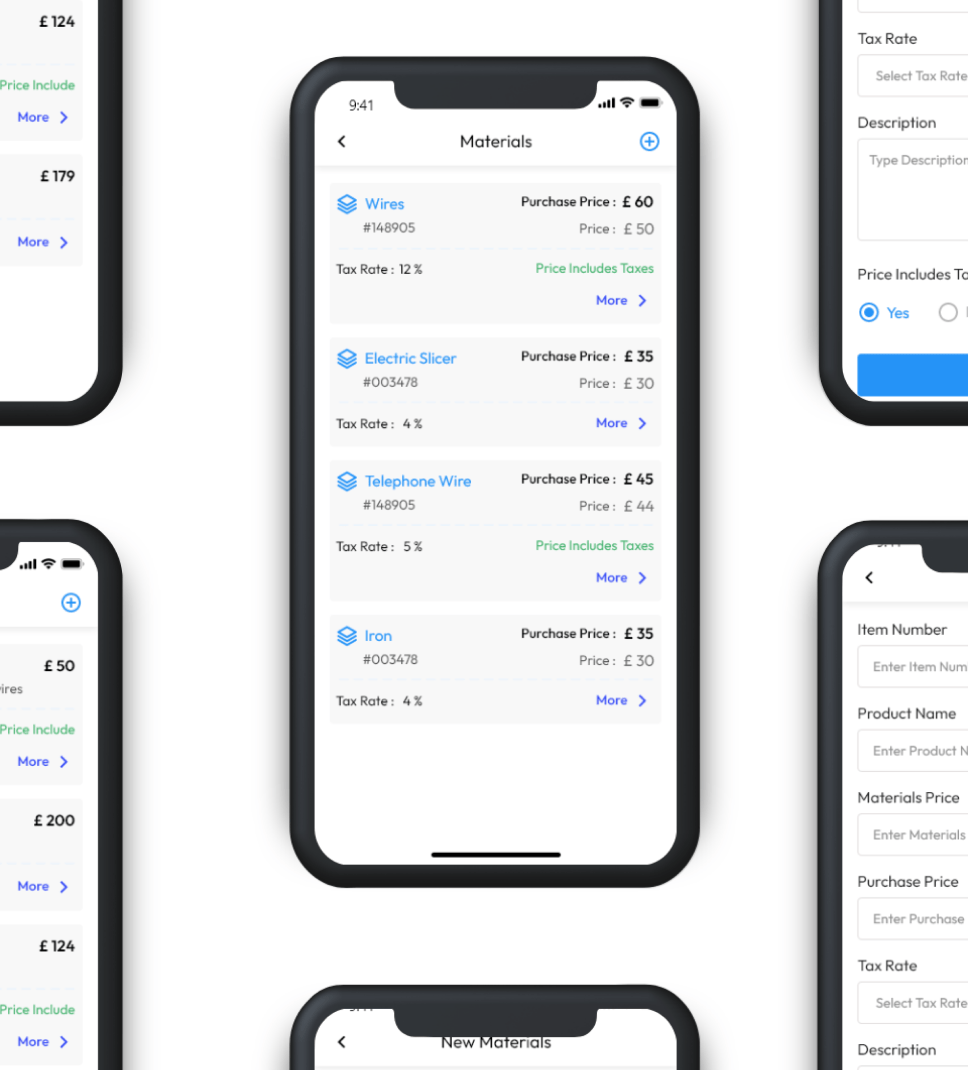 £ 124
Price Include
More
£ 179
More
£ 50
ires
Price Include
More
£ 200
More
£ 124
Price Include
More
9:41
Materials
Wires
Purchase Price : £ 60
#148905
Price : £ 50
Tax Rate : 12 %
Price Includes Taxes
More
Electric Slicer
Purchase Price : £ 35
#003478
Price : £ 30
Tax Rate : 4 %
More
Telephone Wire
Purchase Price : £ 45
#148905
Price : £ 44
Tax Rate : 5 %
Price Includes Taxes
More
Iron
Purchase Price : £ 35
#003478
Price : £ 30
Tax Rate : 4 %
More
New Materials
Tax Rate
Select Tax Rate
Description
Type Description
Price Includes Ta
Yes
Item Number
Enter Item Num
Product Name
Enter Product N
Materials Price
Enter Materials
Purchase Price
Enter Purchase
Tax Rate
Select Tax Rate
Description